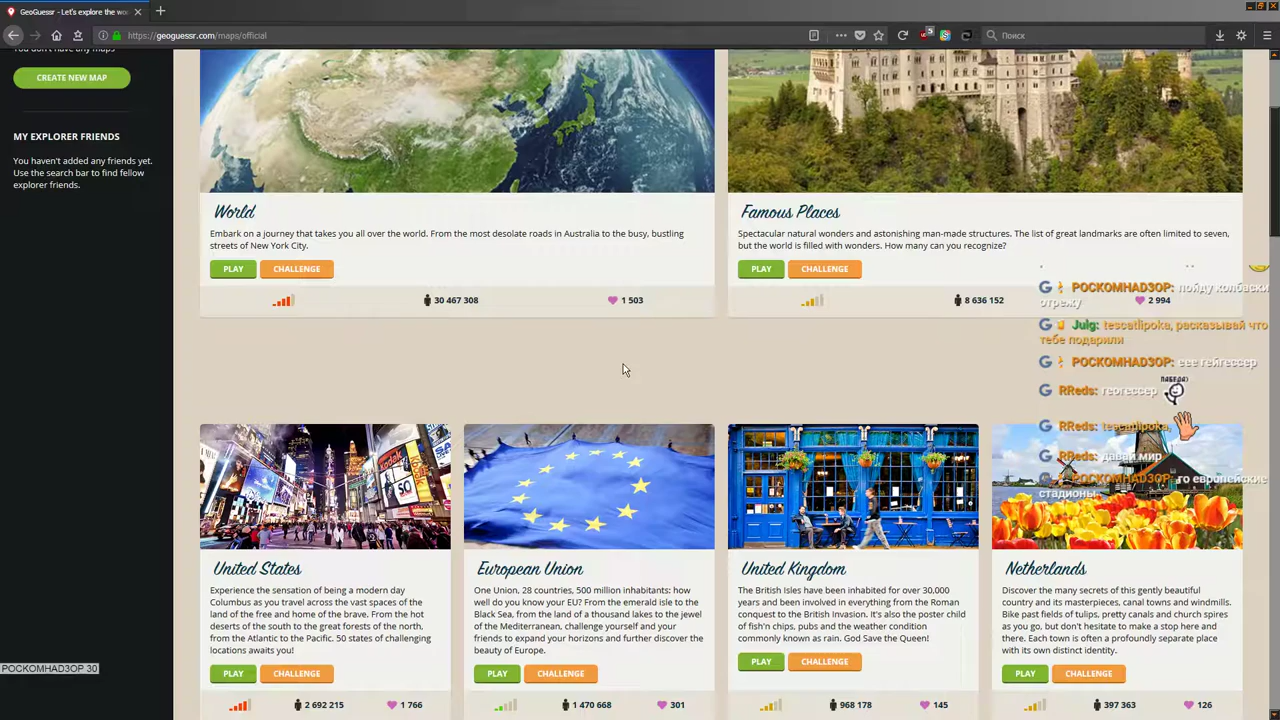 GeoGuessr - Let's explore the wo
https://geoguessr.com/maps/official
Поиск
5
You don't have any maps
CREATE NEW MAP
MY EXPLORER FRIENDS
You haven't added any friends yet.
Use the search bar to find fellow
explorer friends.
World
Embark on a journey that takes you all over the world. From the most desolate roads in Australia to the busy, bustling
streets of New York City.
PLAY CHALLENGE
30 467 308 1 503
Famous Places
Spectacular natural wonders and astonishing man-made structures. The list of great landmarks are often limited to seven,
but the world is filled with wonders. How many can you recognize?
PLAY CHALLENGE
8 636 152 2 994
РОСКОМНАДЗОР: пойду колбаски
отрежу
Julg: tescatlipoka, рассказывай что
тебе подарили
РОСКОМНАДЗОР: еее гейгессер
RReds: геогессер
RReds: tescatlipoka,
RReds: давай мир
РОСКОМНАДЗОР: го европейские
стадионы
Kodak
SO
United States
Experience the sensation of being a modern day
Columbus as you travel across the vast spaces of the
land of the free and home of the brave. From the hot
deserts of the south to the great forests of the north,
from the Atlantic to the Pacific. 50 states of challenging
locations awaits you!
PLAY CHALLENGE
2 692 215 1 766
European Union
One Union, 28 countries, 500 million inhabitants: how
well do you know your EU? From the emerald isle to the
Black Sea, from the land of a thousand lakes to the jewel
of the Mediterranean, challenge yourself and your
friends to expand your horizons and further discover the
beauty of Europe.
PLAY CHALLENGE
1 470 668 301
United Kingdom
The British Isles have been inhabited for over 30,000
years and been involved in everything from the Roman
conquest to the British Invasion. It's also the poster child
of fish'n chips, pubs and the weather condition
commonly known as rain. God Save the Queen!
PLAY CHALLENGE
968 178 145
Netherlands
Discover the many secrets of this gently beautiful
country and its masterpieces, canal towns and windmills.
Bike past fields of tulips, pretty canals and church spires
as you go, but don't hesitate to make a stop here and
there. Each town is often a profoundly separate place
with its own distinct identity.
PLAY CHALLENGE
397 363 126
РОСКОМНАДЗОР 30